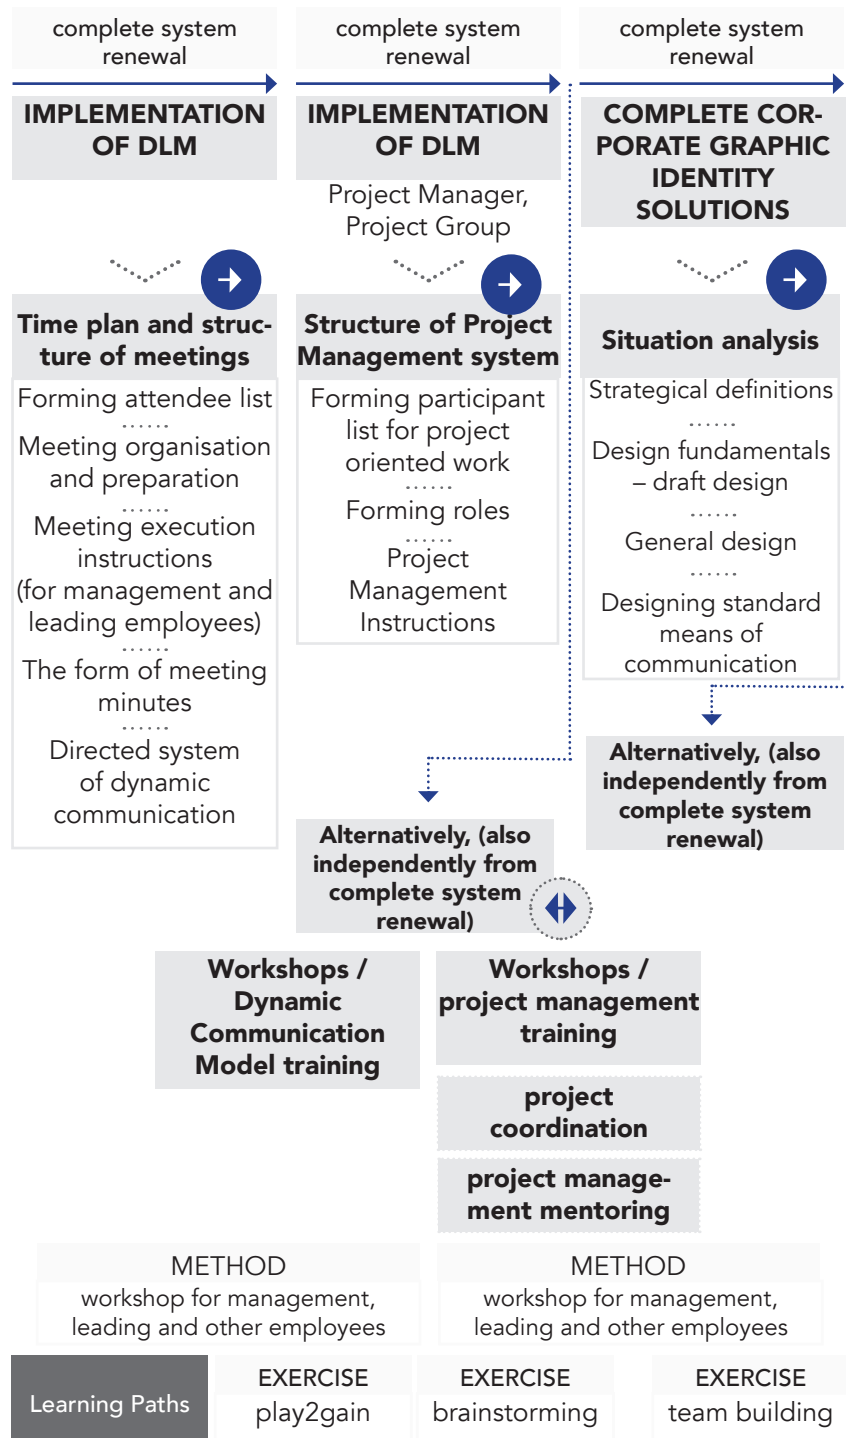 complete system
renewal
IMPLEMENTATION
OF DLM
Time plan and struc-
ture of meetings
Forming attendee list
Meeting organisation
and preparation
Meeting execution
instructions
(for management and
leading employees)
The form of meeting
minutes
Directed system
of dynamic
communication
complete system
renewal
IMPLEMENTATION
OF DLM
Project Manager,
Project Group
Structure of Project
Management system
Forming participant
list for project
oriented work
Forming roles
Project
Management
Instructions
complete system
renewal
COMPLETE COR-
PORATE GRAPHIC
IDENTITY
SOLUTIONS
Situation analysis
Strategical definitions
Design fundamentals
– draft design
General design
Designing standard
means of
communication
Alternatively, (also
independently from
complete system
renewal)
Alternatively, (also
independently from
complete system
renewal)
Workshops /
Dynamic
Communication
Model training
Workshops /
project management
training
project
coordination
project manage-
ment mentoring
METHOD
workshop for management,
leading and other employees
METHOD
workshop for management,
leading and other employees
Learning Paths
EXERCISE
play2gain
EXERCISE
brainstorming
EXERCISE
team building